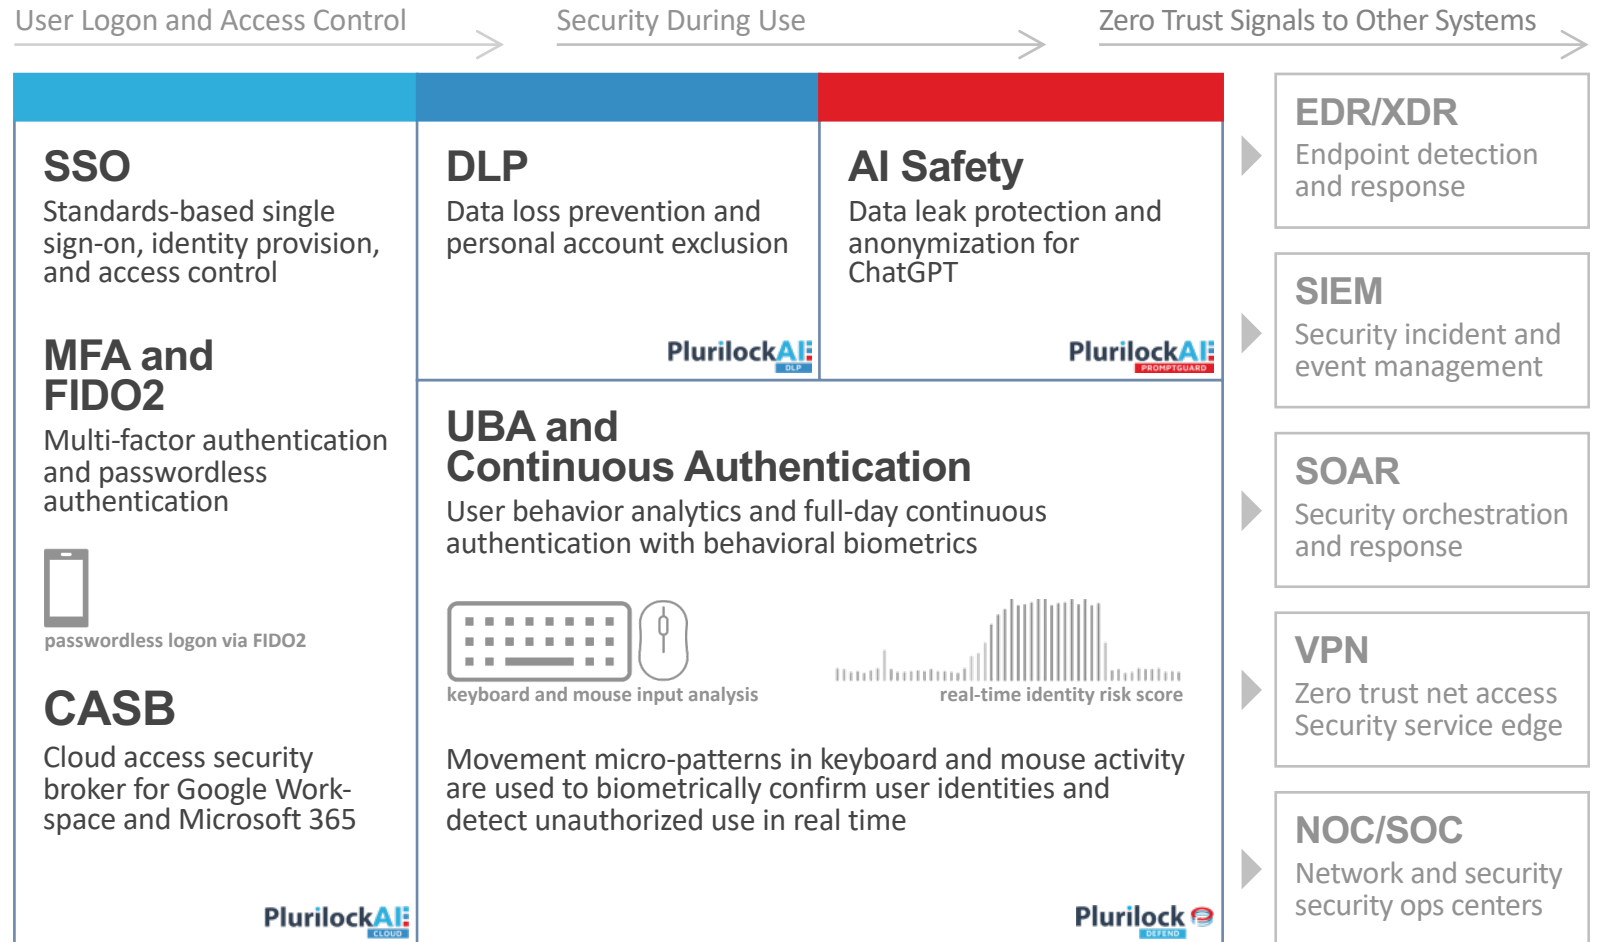 User Logon and Access Control
Security During Use
Zero Trust Signals to Other Systems
SSO
Standards-based single
sign-on, identity provision,
and access control
MFA and
FIDO2
Multi-factor authentication
and passwordless
authentication
passwordless logon via FIDO2
CASB
Cloud access security
broker for Google Work-
space and Microsoft 365
PlurilockAI
CLOUD
DLP
Data loss prevention and
personal account exclusion
PlurilockAI
DLP
AI Safety
Data leak protection and
anonymization for
ChatGPT
PlurilockAI
PROMPTGUARD
UBA and
Continuous Authentication
User behavior analytics and full-day continuous
authentication with behavioral biometrics
keyboard and mouse input analysis
real-time identity risk score
Movement micro-patterns in keyboard and mouse activity
are used to biometrically confirm user identities and
detect unauthorized use in real time
Plurilock
DEFEND
EDR/XDR
Endpoint detection
and response
SIEM
Security incident and
event management
SOAR
Security orchestration
and response
VPN
Zero trust net access
Security service edge
NOC/SOC
Network and security
security ops centers